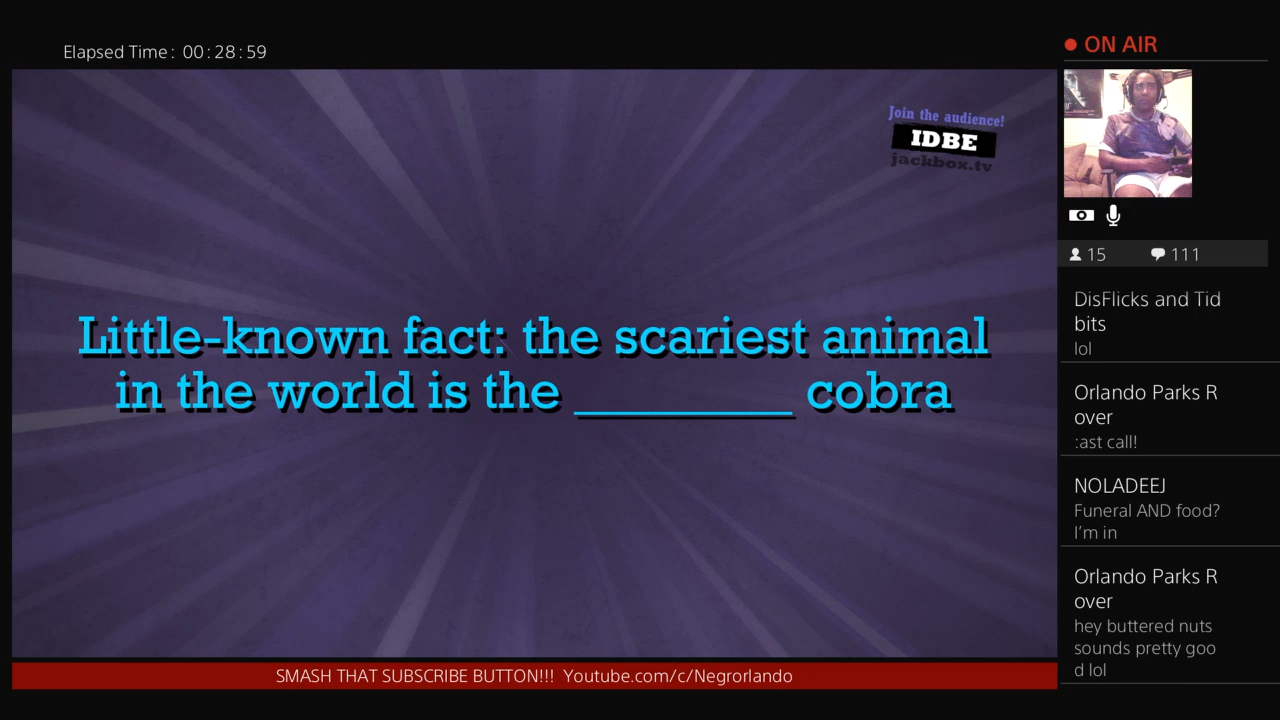 Elapsed Time: 00:28:59
ON AIR
Join the audience!
IDBE
jackbox.tv
Little-known fact: the scariest animal
in the world is the ________ cobra
15 111
DisFlicks and Tid
bits
lol
Orlando Parks R
over
:ast call!
NOLADEEJ
Funeral AND food?
I'm in
Orlando Parks R
over
hey buttered nuts
sounds pretty goo
d lol
SMASH THAT SUBSCRIBE BUTTON!!! Youtube.com/c/Negrorlando